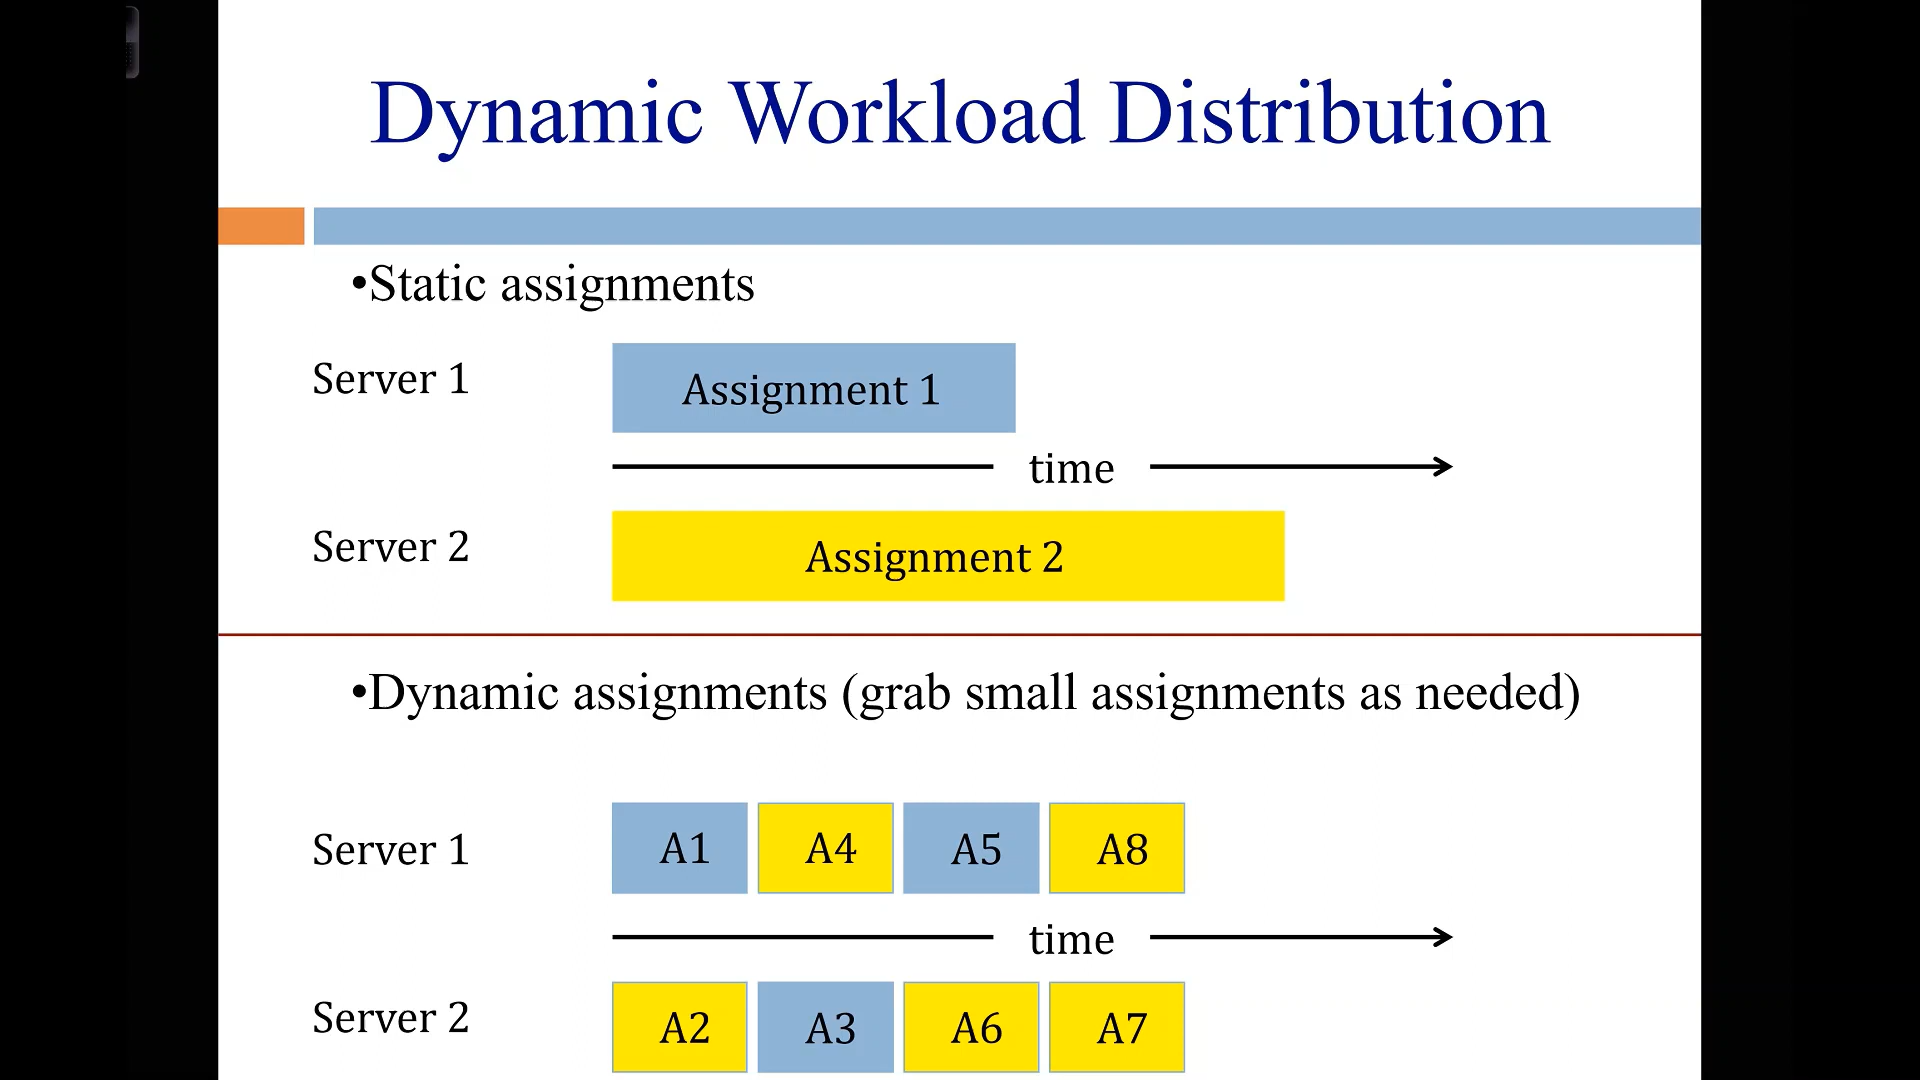 Dynamic Workload Distribution
•Static assignments
Server 1
Assignment 1
time
Server 2
Assignment 2
•Dynamic assignments (grab small assignments as needed)
Server 1
A1 A4 A5 A8
time
Server 2
A2 A3 A6 A7